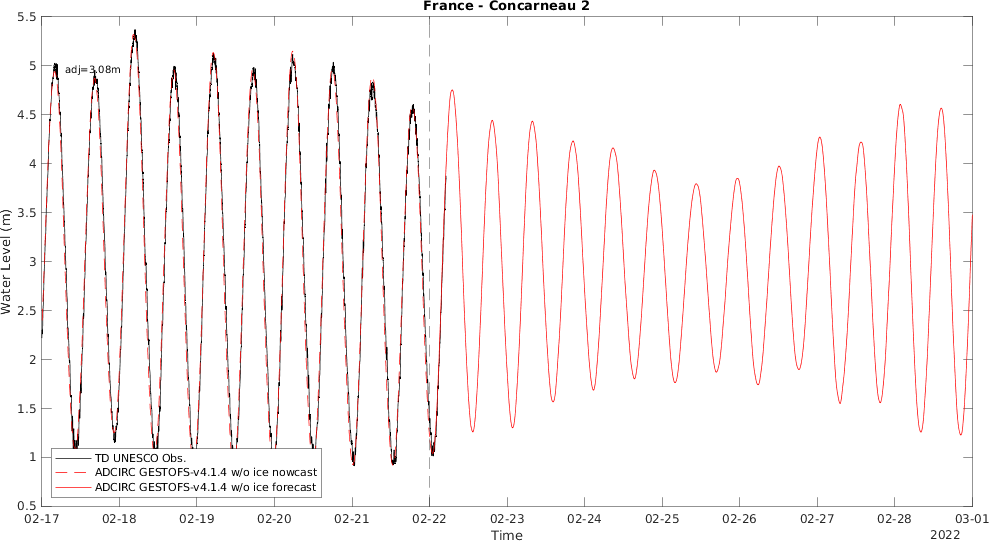 France - Concarneau 2
adj=3.08m
Water Level (m)
5.5
5
4.5
4
3.5
3
2.5
2
1.5
1
0.5
TD UNESCO Obs.
ADCIRC GESTOFS-v4.1.4 w/o ice nowcast
ADCIRC GESTOFS-v4.1.4 w/o ice forecast
02-17 02-18 02-19 02-20 02-21 02-22 02-23 02-24 02-25 02-26 02-27 02-28 03-01
Time
2022